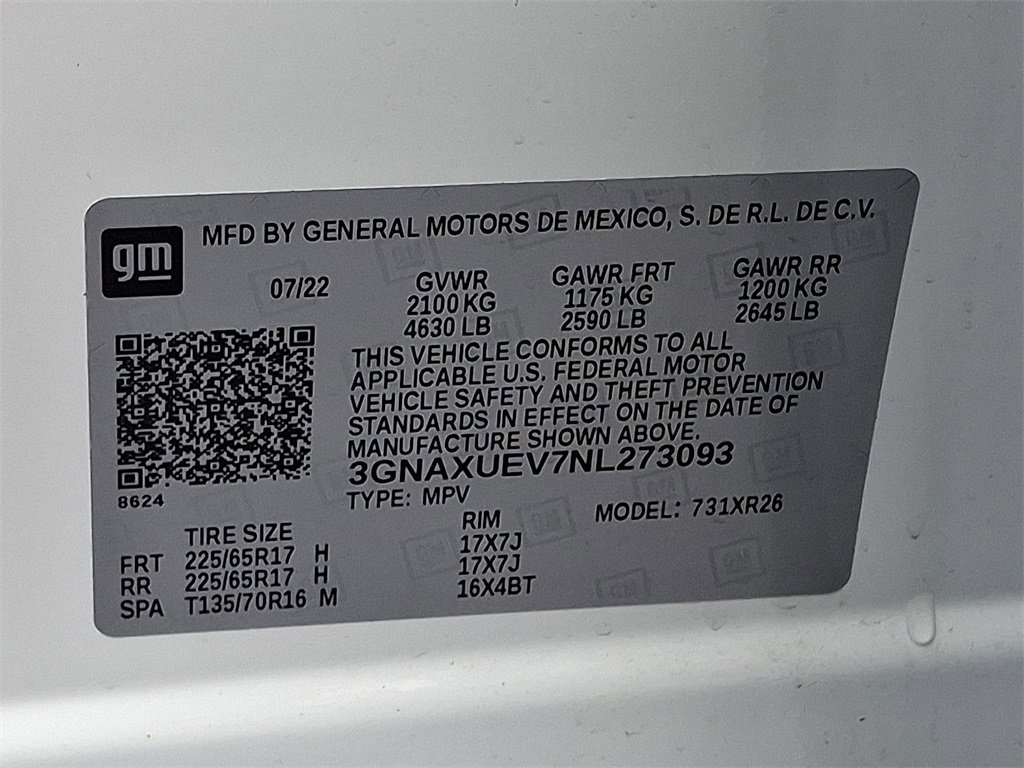 gm
MFD BY GENERAL MOTORS DE MEXICO, S. DE R.L. DE C.V.
07/22 GVWR GAWR FRT GAWR RR
2100 KG 1175 KG 1200 KG
4630 LB 2590 LB 2645 LB
THIS VEHICLE CONFORMS TO ALL
APPLICABLE U.S. FEDERAL MOTOR
VEHICLE SAFETY AND THEFT PREVENTION
STANDARDS IN EFFECT ON THE DATE OF
MANUFACTURE SHOWN ABOVE.
3GNAXUEV7NL273093
8624
TYPE: MPV MODEL: 731XR26
TIRE SIZE RIM
FRT 225/65R17 H 17X7J
RR 225/65R17 H 17X7J
SPA T135/70R16 M 16X4BT